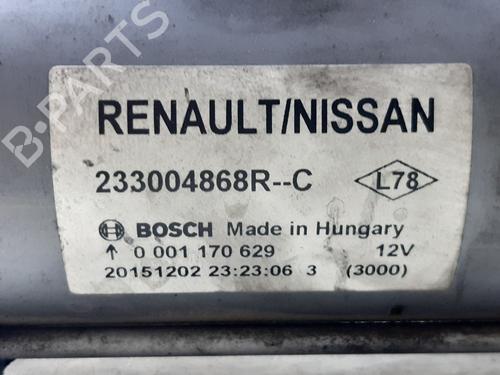 RENAULT/NISSAN
233004868R--C L78
BOSCH Made in Hungary
↑ 0 001 170 629 12V
20151202 23:23:06 3 (3000)
B-PARTS